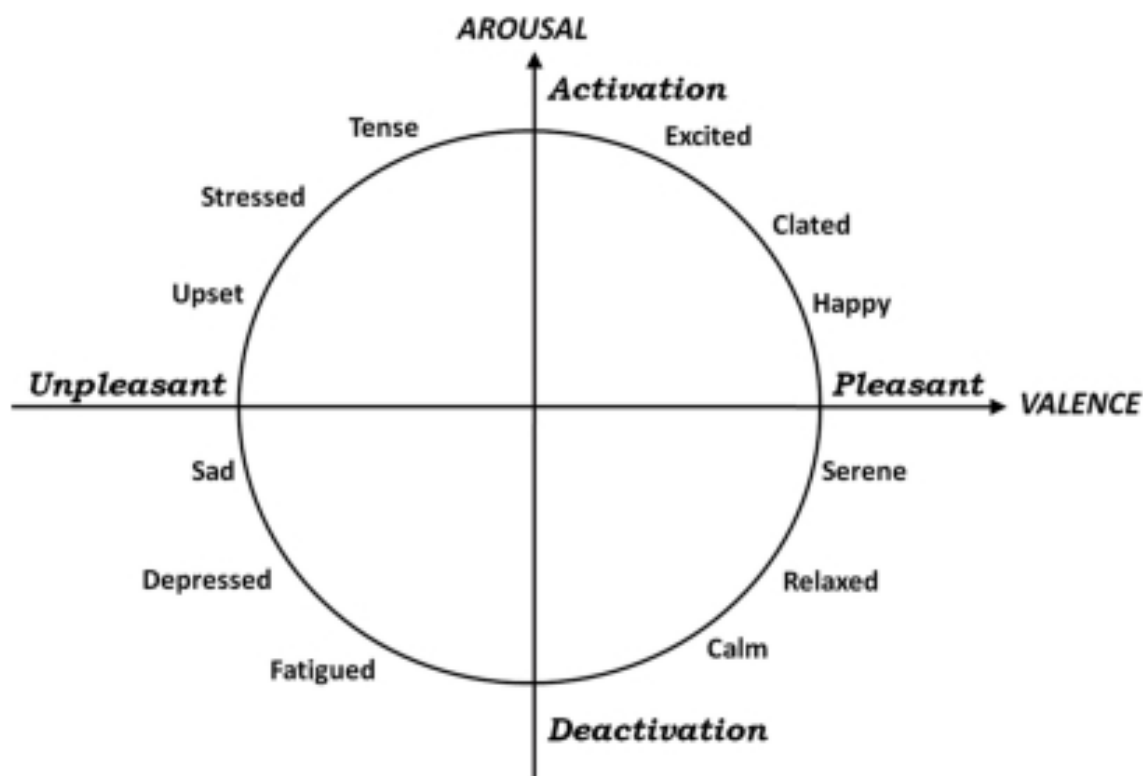 AROUSAL
Activation
Tense
Excited
Stressed
Clated
Upset
Happy
Unpleasant
Pleasant
VALENCE
Sad
Serene
Depressed
Relaxed
Calm
Fatigued
Deactivation